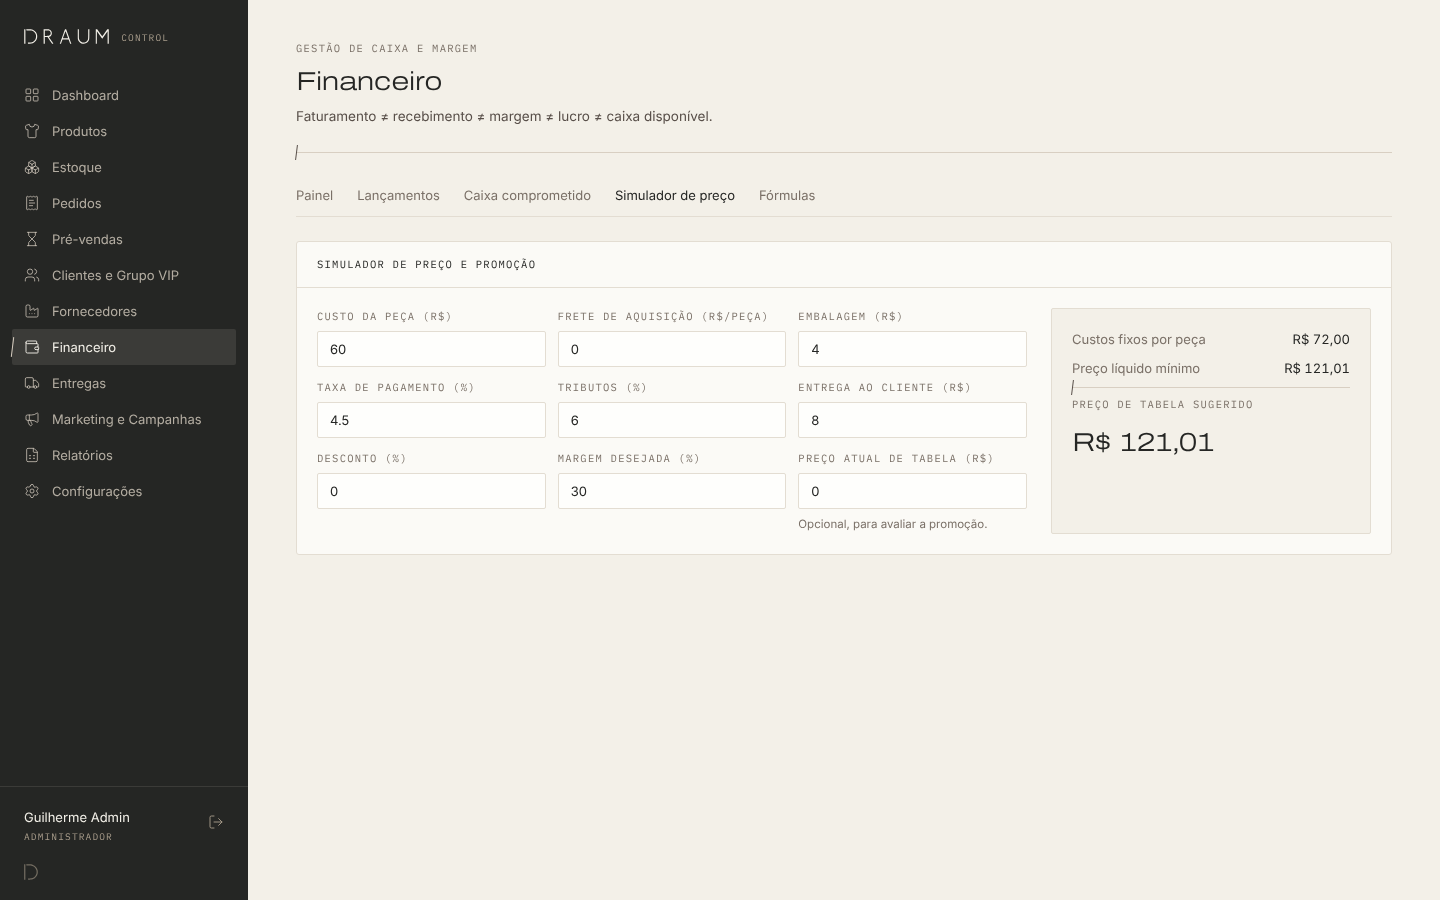 DRAUM CONTROL
Dashboard
Produtos
Estoque
Pedidos
Pré-vendas
Clientes e Grupo VIP
Fornecedores
Financeiro
Entregas
Marketing e Campanhas
Relatórios
Configurações
Guilherme Admin
ADMINISTRADOR
D
GESTÃO DE CAIXA E MARGEM
Financeiro
Faturamento ≠ recebimento ≠ margem ≠ lucro ≠ caixa disponível.
Painel Lançamentos Caixa comprometido Simulador de preço Fórmulas
SIMULADOR DE PREÇO E PROMOÇÃO
CUSTO DA PEÇA (R$) FRETE DE AQUISIÇÃO (R$/PEÇA) EMBALAGEM (R$)
60 0 4
TAXA DE PAGAMENTO (%) TRIBUTOS (%) ENTREGA AO CLIENTE (R$)
4.5 6 8
DESCONTO (%) MARGEM DESEJADA (%) PREÇO ATUAL DE TABELA (R$)
0 30 0
Opcional, para avaliar a promoção.
Custos fixos por peça R$ 72,00
Preço líquido mínimo R$ 121,01
PREÇO DE TABELA SUGERIDO
R$ 121,01